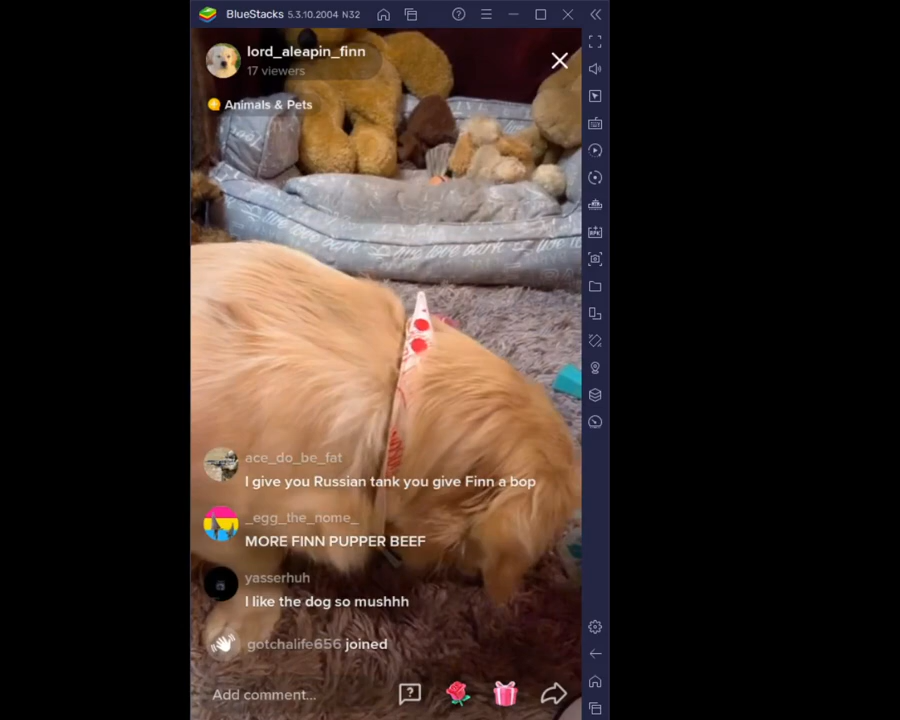 BlueStacks 5.3.10.2004 N32
lord_aleapin_finn
17 viewers
Animals & Pets
ace_do_be_fat
I give you Russian tank you give Finn a bop
_egg_the_nome_
MORE FINN PUPPER BEEF
yasserhuh
I like the dog so mushhh
gotchalife656 joined
Add comment...